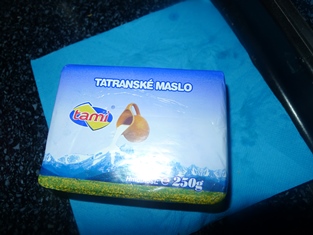 TATRANSKÉ MASLO
tami
®
℮ 250g